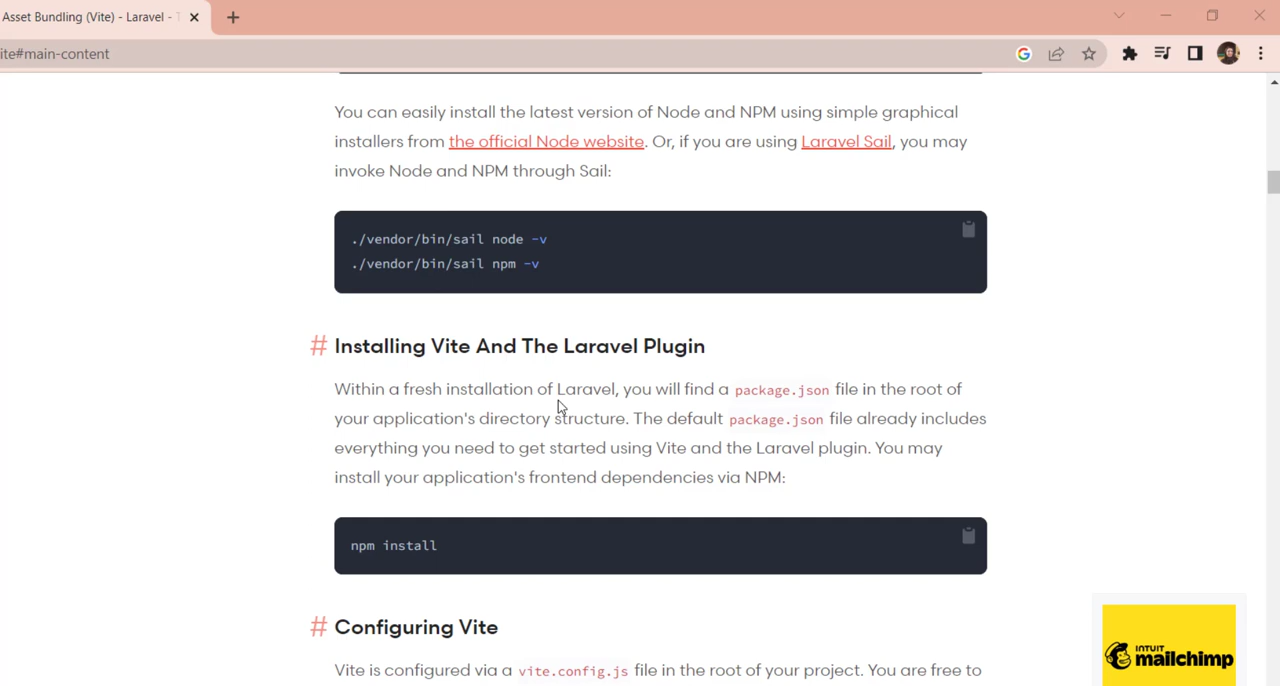 Asset Bundling (Vite) - Laravel - T
ite#main-content
You can easily install the latest version of Node and NPM using simple graphical
installers from the official Node website. Or, if you are using Laravel Sail, you may
invoke Node and NPM through Sail:
./vendor/bin/sail node -v
./vendor/bin/sail npm -v
# Installing Vite And The Laravel Plugin
Within a fresh installation of Laravel, you will find a package.json file in the root of
your application's directory structure. The default package.json file already includes
everything you need to get started using Vite and the Laravel plugin. You may
install your application's frontend dependencies via NPM:
npm install
# Configuring Vite
Vite is configured via a vite.config.js file in the root of your project. You are free to
INTUIT
mailchimp